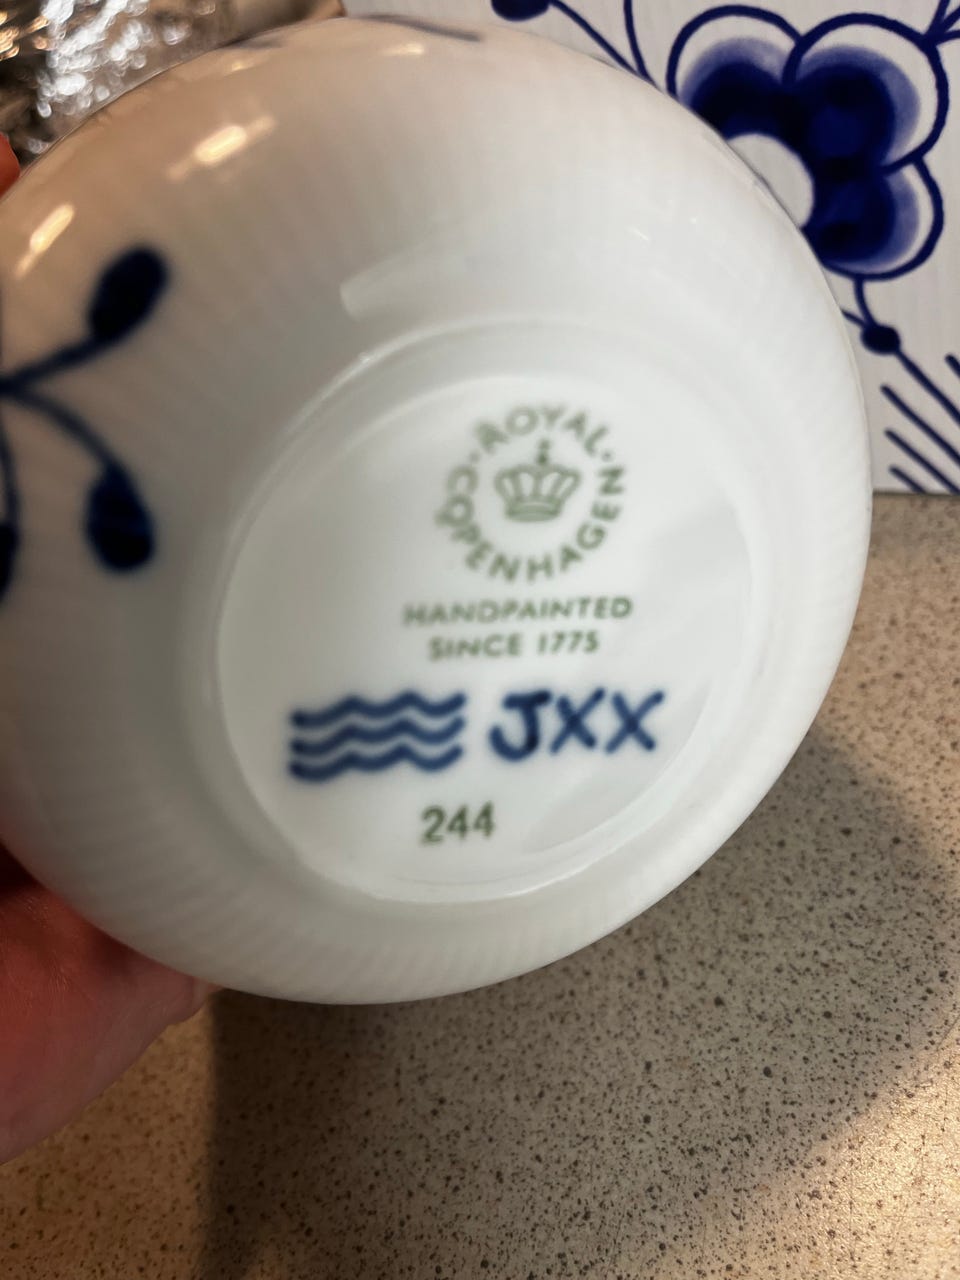 ROYAL
COPENHAGEN
HANDPAINTED
SINCE 1775
JXX
244